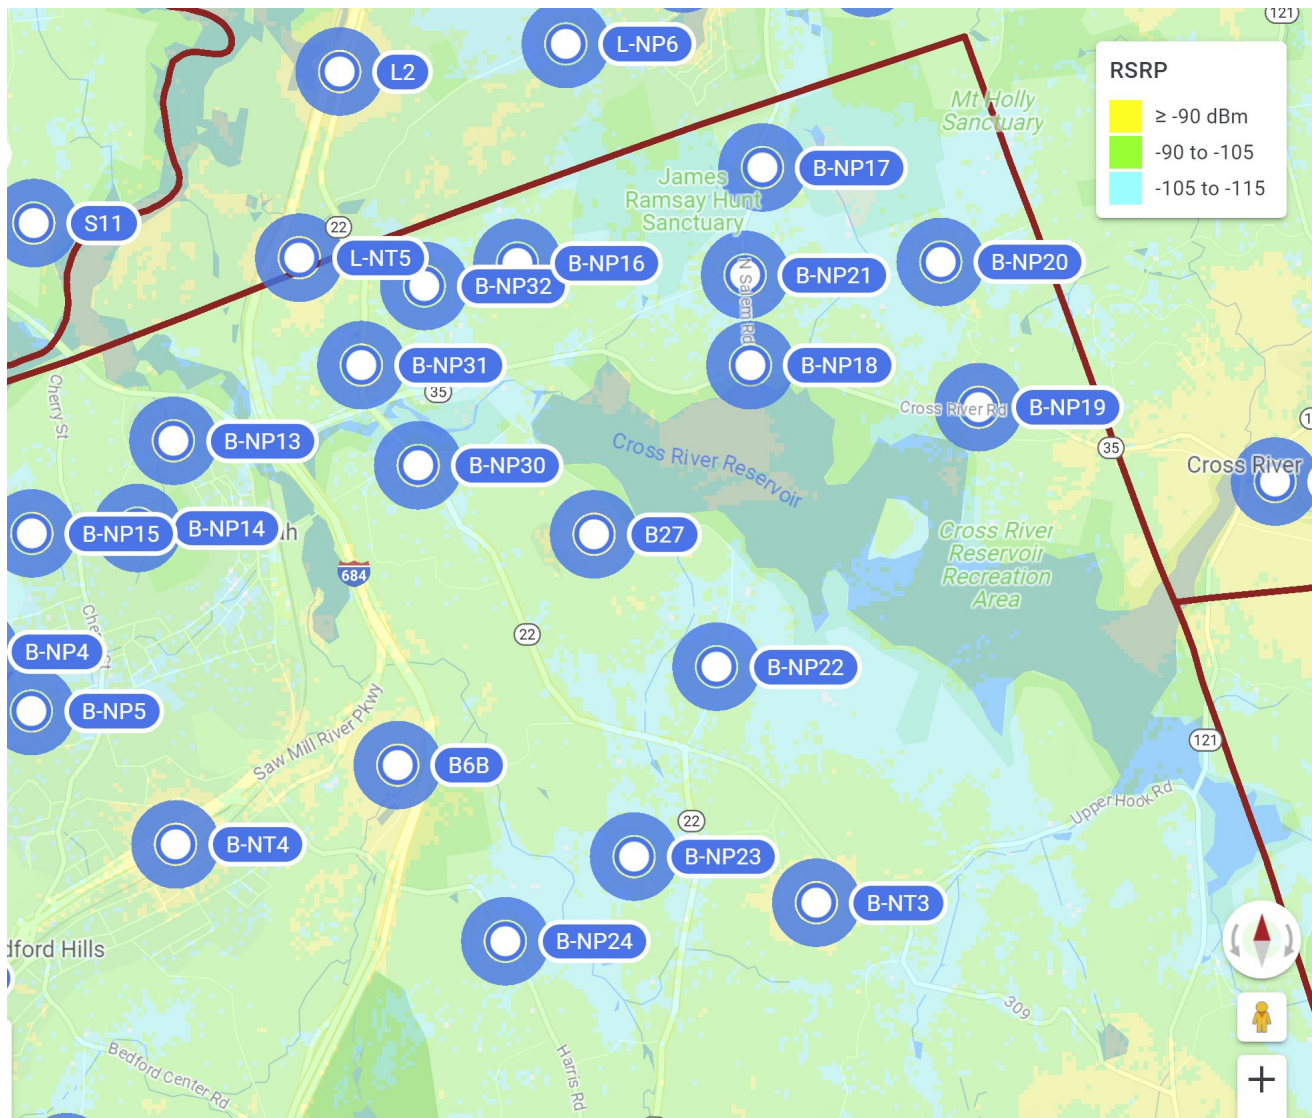 121
L-NP6
L2
RSRP
≥ -90 dBm
-90 to -105
-105 to -115
Mt Holly
Sanctuary
B-NP17
James
Ramsay Hunt
Sanctuary
S11
22
L-NT5
B-NP16
B-NP20
B-NP32
B-NP21
N Salem Rd
B-NP31
B-NP18
35
Cherry St
Cross River Rd
B-NP19
B-NP13
35
Cross River Reservoir
B-NP30
Cross River
B-NP15
B-NP14
B27
Cross River
Reservoir
Recreation
Area
684
22
B-NP4
B-NP22
B-NP5
Saw Mill River Pkwy
121
B6B
Upper Hook Rd
22
B-NT4
B-NP23
B-NT3
B-NP24
dford Hills
309
Bedford Center Rd
Harris Rd
+